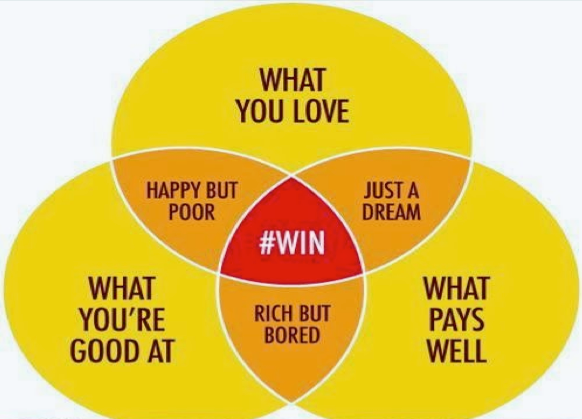 WHAT
YOU LOVE
HAPPY BUT
POOR
JUST A
DREAM
#WIN
WHAT
YOU'RE
GOOD AT
RICH BUT
BORED
WHAT
PAYS
WELL